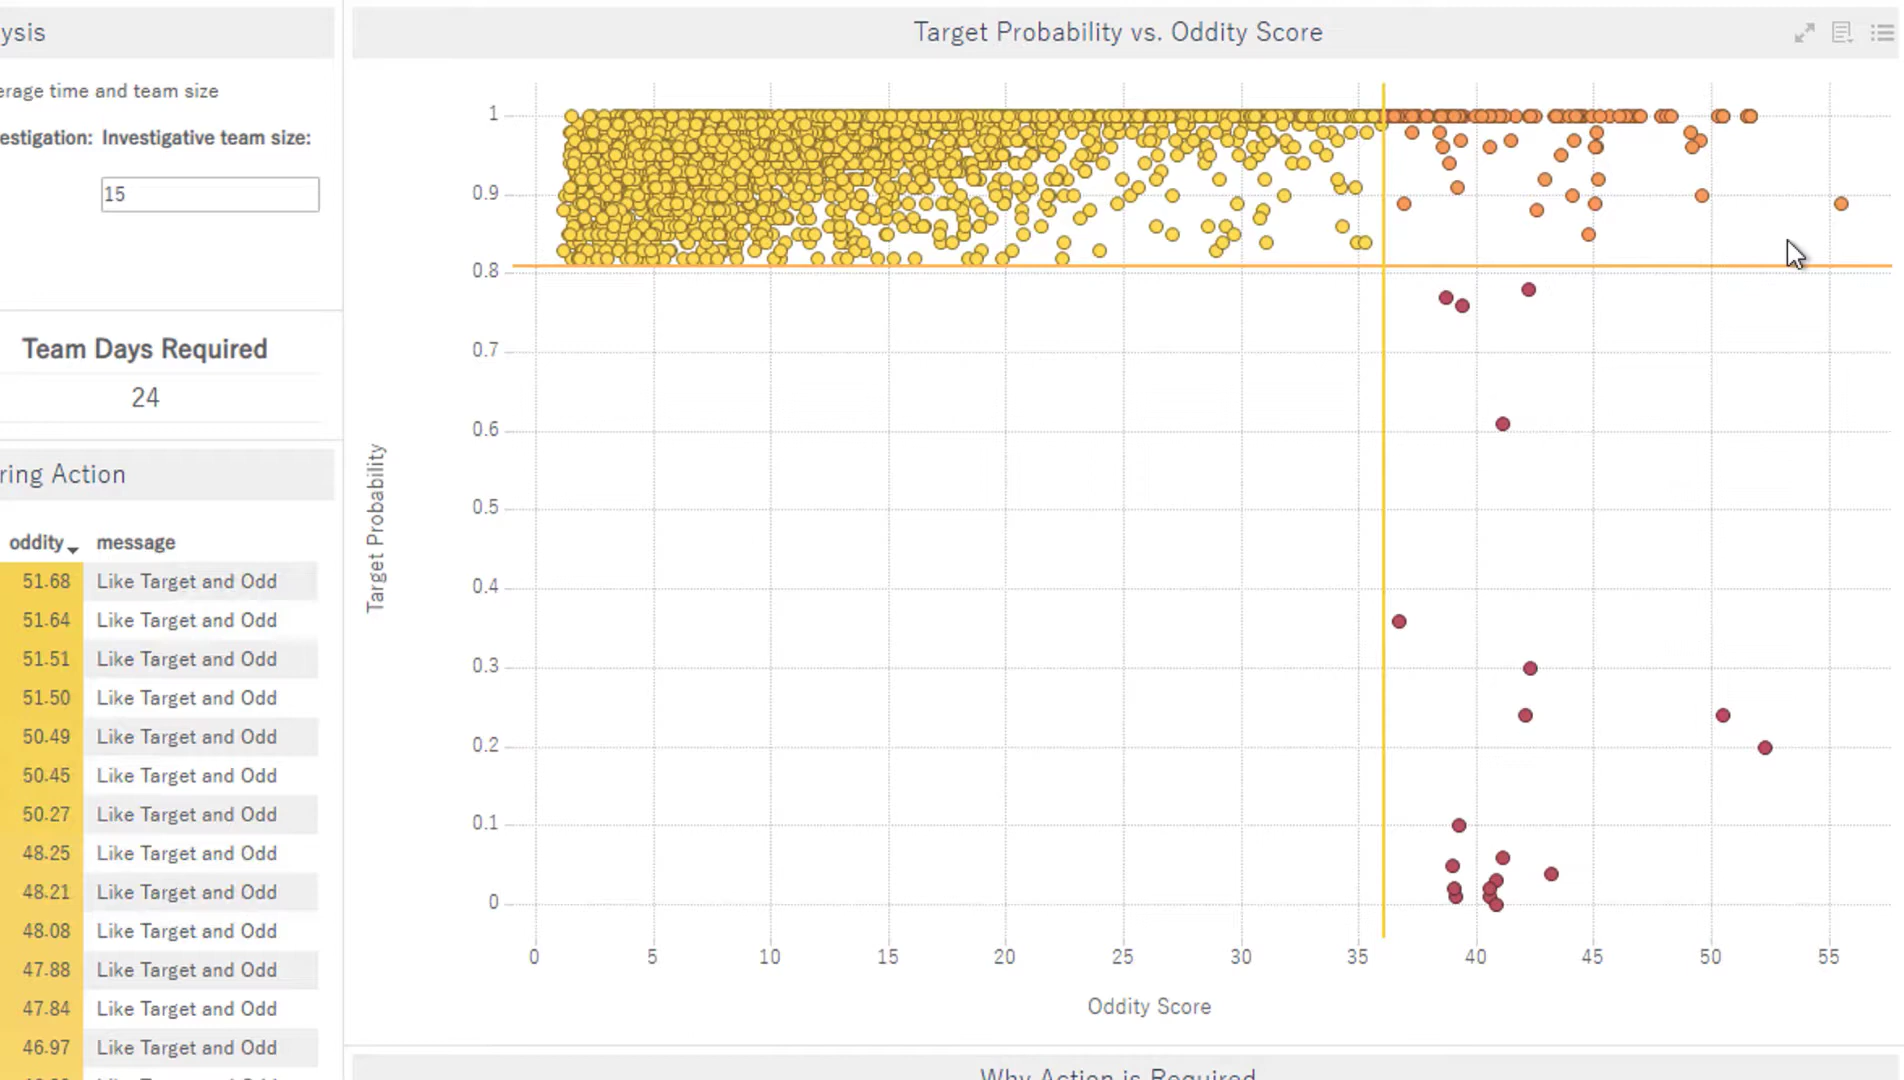 ysis
erage time and team size
estigation: Investigative team size:
15
Team Days Required
24
ring Action
oddity message
51.68 Like Target and Odd
51.64 Like Target and Odd
51.51 Like Target and Odd
51.50 Like Target and Odd
50.49 Like Target and Odd
50.45 Like Target and Odd
50.27 Like Target and Odd
48.25 Like Target and Odd
48.21 Like Target and Odd
48.08 Like Target and Odd
47.88 Like Target and Odd
47.84 Like Target and Odd
46.97 Like Target and Odd
Target Probability vs. Oddity Score
Target Probability
1
0.9
0.8
0.7
0.6
0.5
0.4
0.3
0.2
0.1
0
0 5 10 15 20 25 30 35 40 45 50 55
Oddity Score
Why Action is Required